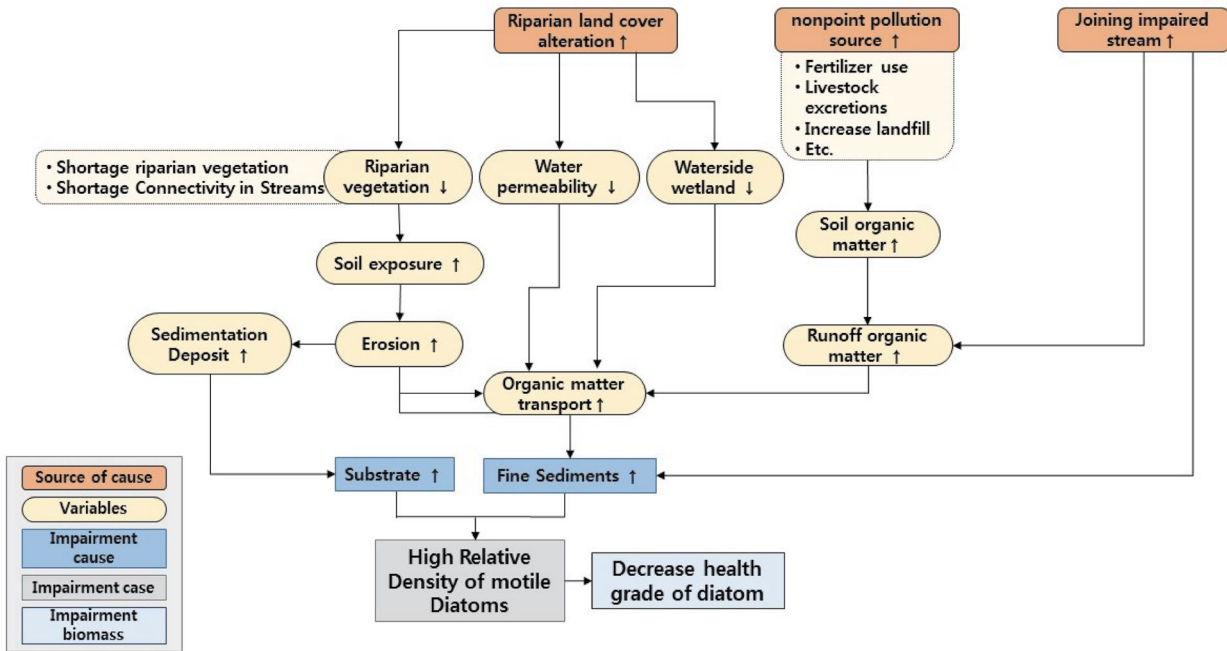 Riparian land cover
alteration ↑
nonpoint pollution
source ↑
Joining impaired
stream ↑
• Fertilizer use
• Livestock
excretions
• Increase landfill
• Etc.
• Shortage riparian vegetation
• Shortage Connectivity in Streams
Riparian
vegetation ↓
Water
permeability ↓
Waterside
wetland ↓
Soil organic
matter ↑
Soil exposure ↑
Sedimentation
Deposit ↑
Erosion ↑
Runoff organic
matter ↑
Organic matter
transport ↑
Substrate ↑
Fine Sediments ↑
High Relative
Density of motile
Diatoms
Decrease health
grade of diatom
Source of cause
Variables
Impairment
cause
Impairment case
Impairment
biomass